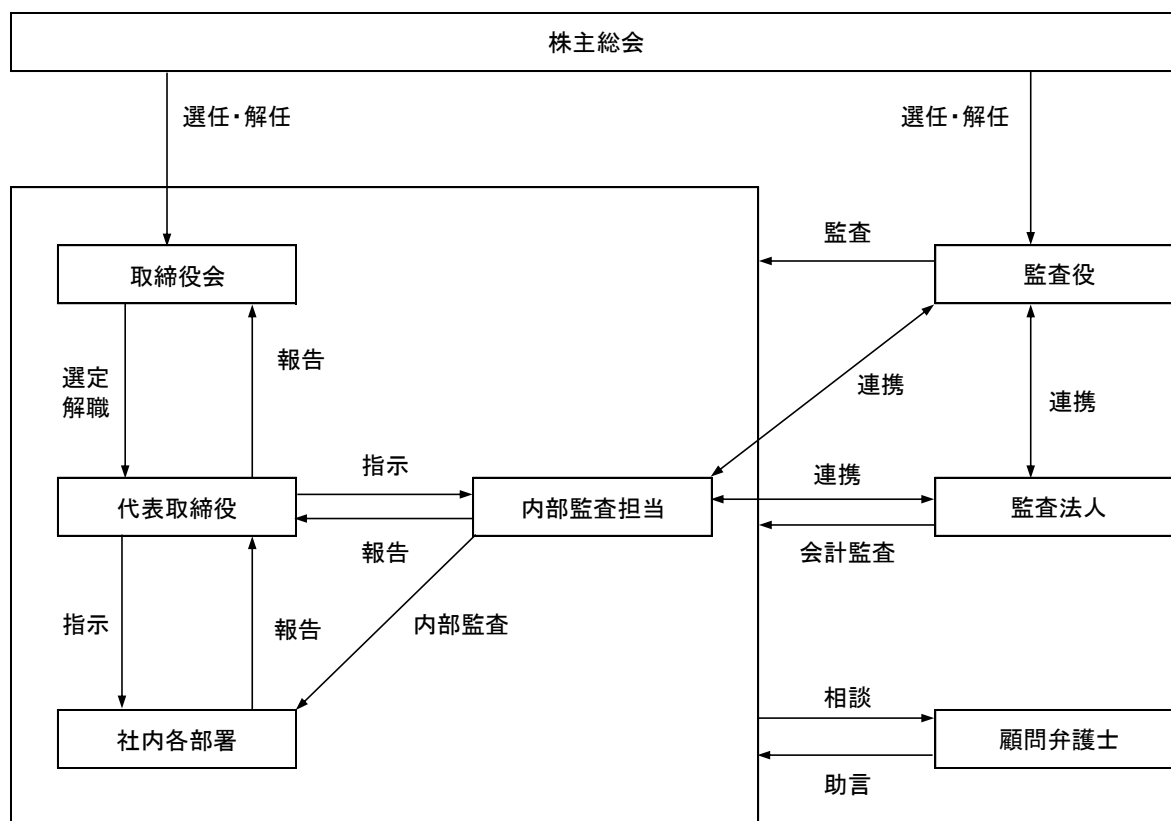 株主総会
選任・解任
選任・解任
監査
取締役会
監査役
報告
選定
解職
連携
連携
指示
連携
代表取締役
内部監査担当
監査法人
報告
会計監査
指示
報告
内部監査
相談
社内各部署
顧問弁護士
助言